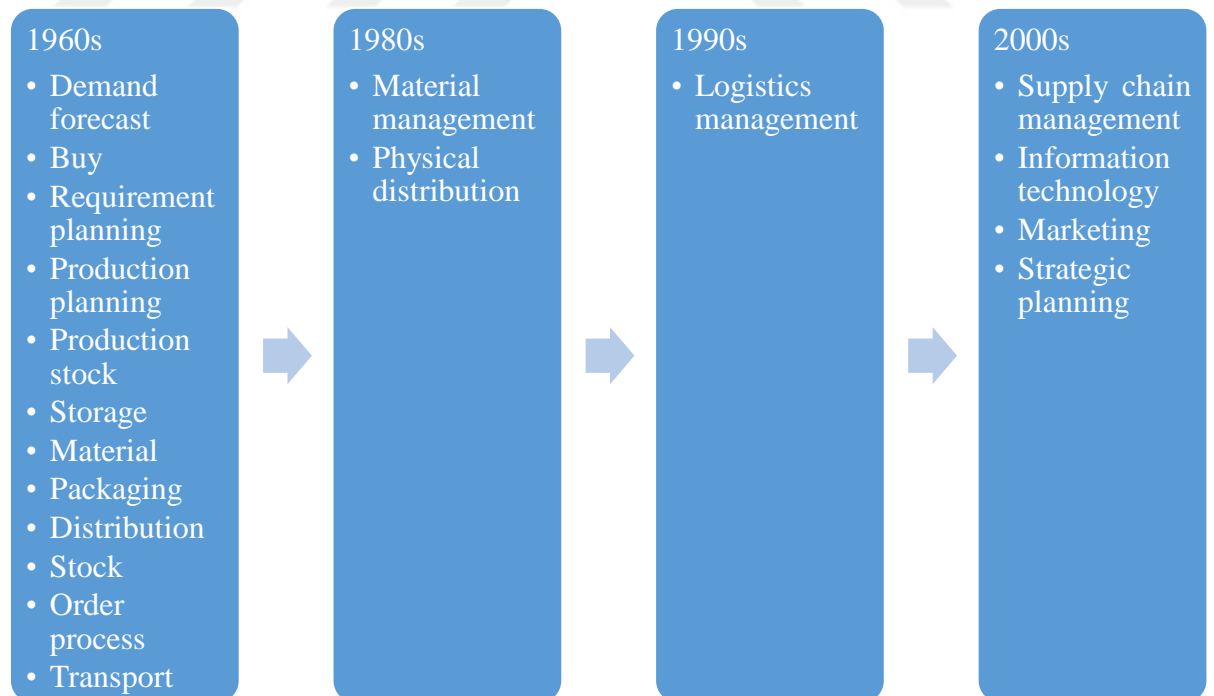 1960s
• Demand
forecast
• Buy
• Requirement
planning
• Production
planning
• Production
stock
• Storage
• Material
• Packaging
• Distribution
• Stock
• Order
process
• Transport
1980s
• Material
management
• Physical
distribution
1990s
• Logistics
management
2000s
• Supply chain
management
• Information
technology
• Marketing
• Strategic
planning